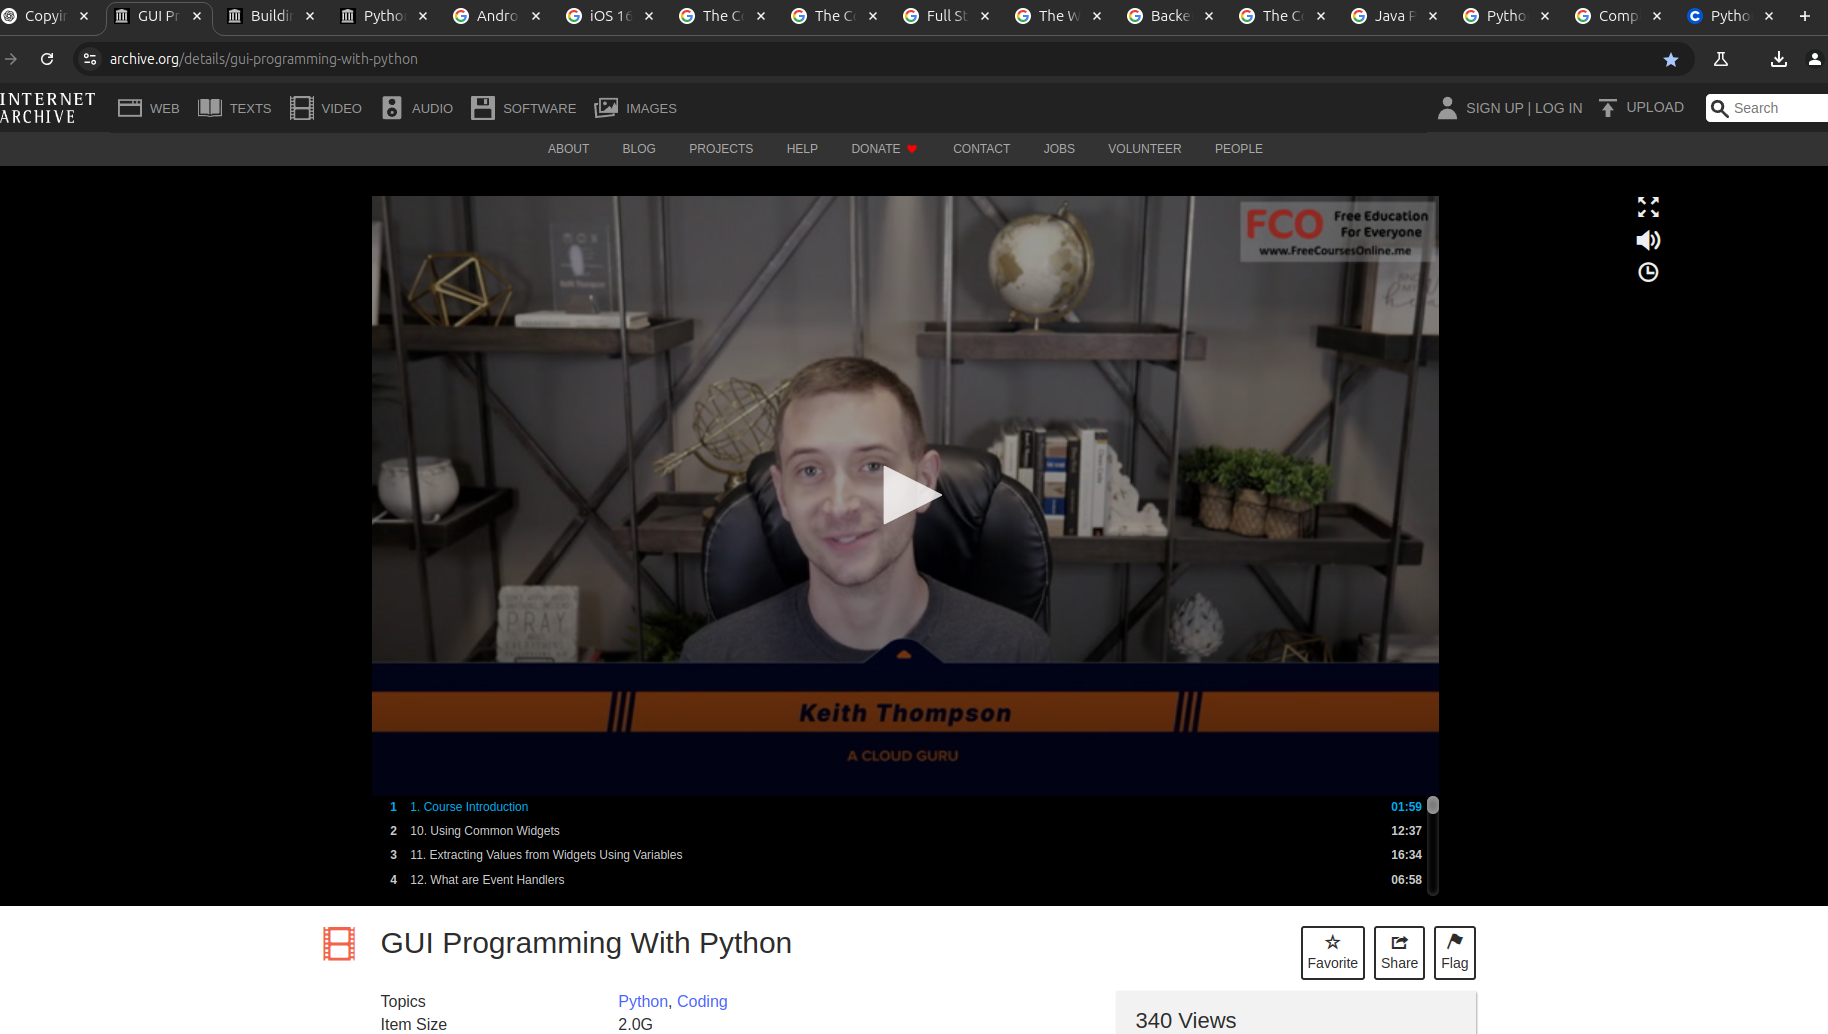 Copyi
GUI Pr
Buildi
Pytho
Andro
iOS 16
The Co
The Co
Full St
The W
Backe
The Co
Java P
Pytho
Comp
Pytho
archive.org/details/gui-programming-with-python
INTERNET
ARCHIVE
WEB
TEXTS
VIDEO
AUDIO
SOFTWARE
IMAGES
SIGN UP | LOG IN
UPLOAD
Search
ABOUT
BLOG
PROJECTS
HELP
DONATE
CONTACT
JOBS
VOLUNTEER
PEOPLE
FCO
Free Education
For Everyone
www.FreeCoursesOnline.me
PRAY
Keith Thompson
A CLOUD GURU
1 1. Course Introduction 01:59
2 10. Using Common Widgets 12:37
3 11. Extracting Values from Widgets Using Variables 16:34
4 12. What are Event Handlers 06:58
GUI Programming With Python
Favorite
Share
Flag
Topics Python, Coding
Item Size 2.0G
340 Views